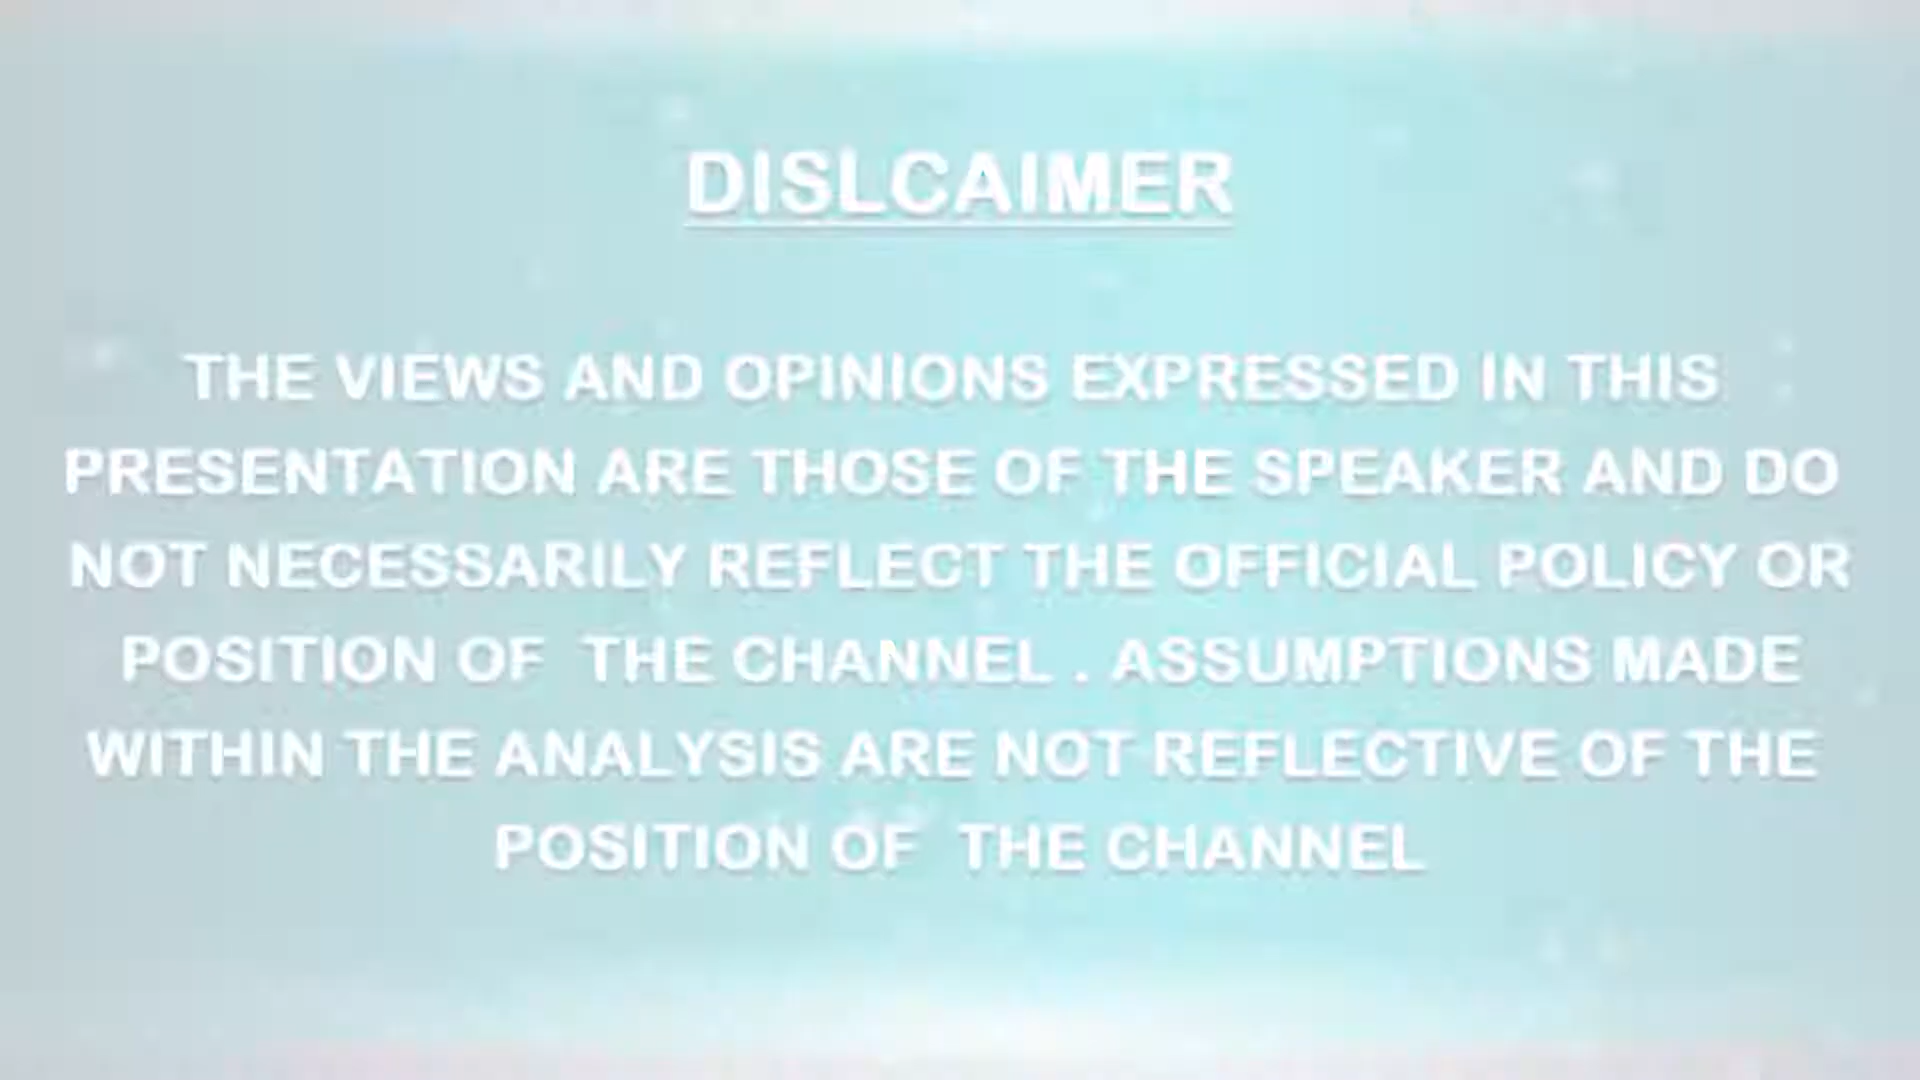 DISLCAIMER
THE VIEWS AND OPINIONS EXPRESSED IN THIS
PRESENTATION ARE THOSE OF THE SPEAKER AND DO
NOT NECESSARILY REFLECT THE OFFICIAL POLICY OR
POSITION OF  THE CHANNEL . ASSUMPTIONS MADE
WITHIN THE ANALYSIS ARE NOT REFLECTIVE OF THE
POSITION OF  THE CHANNEL